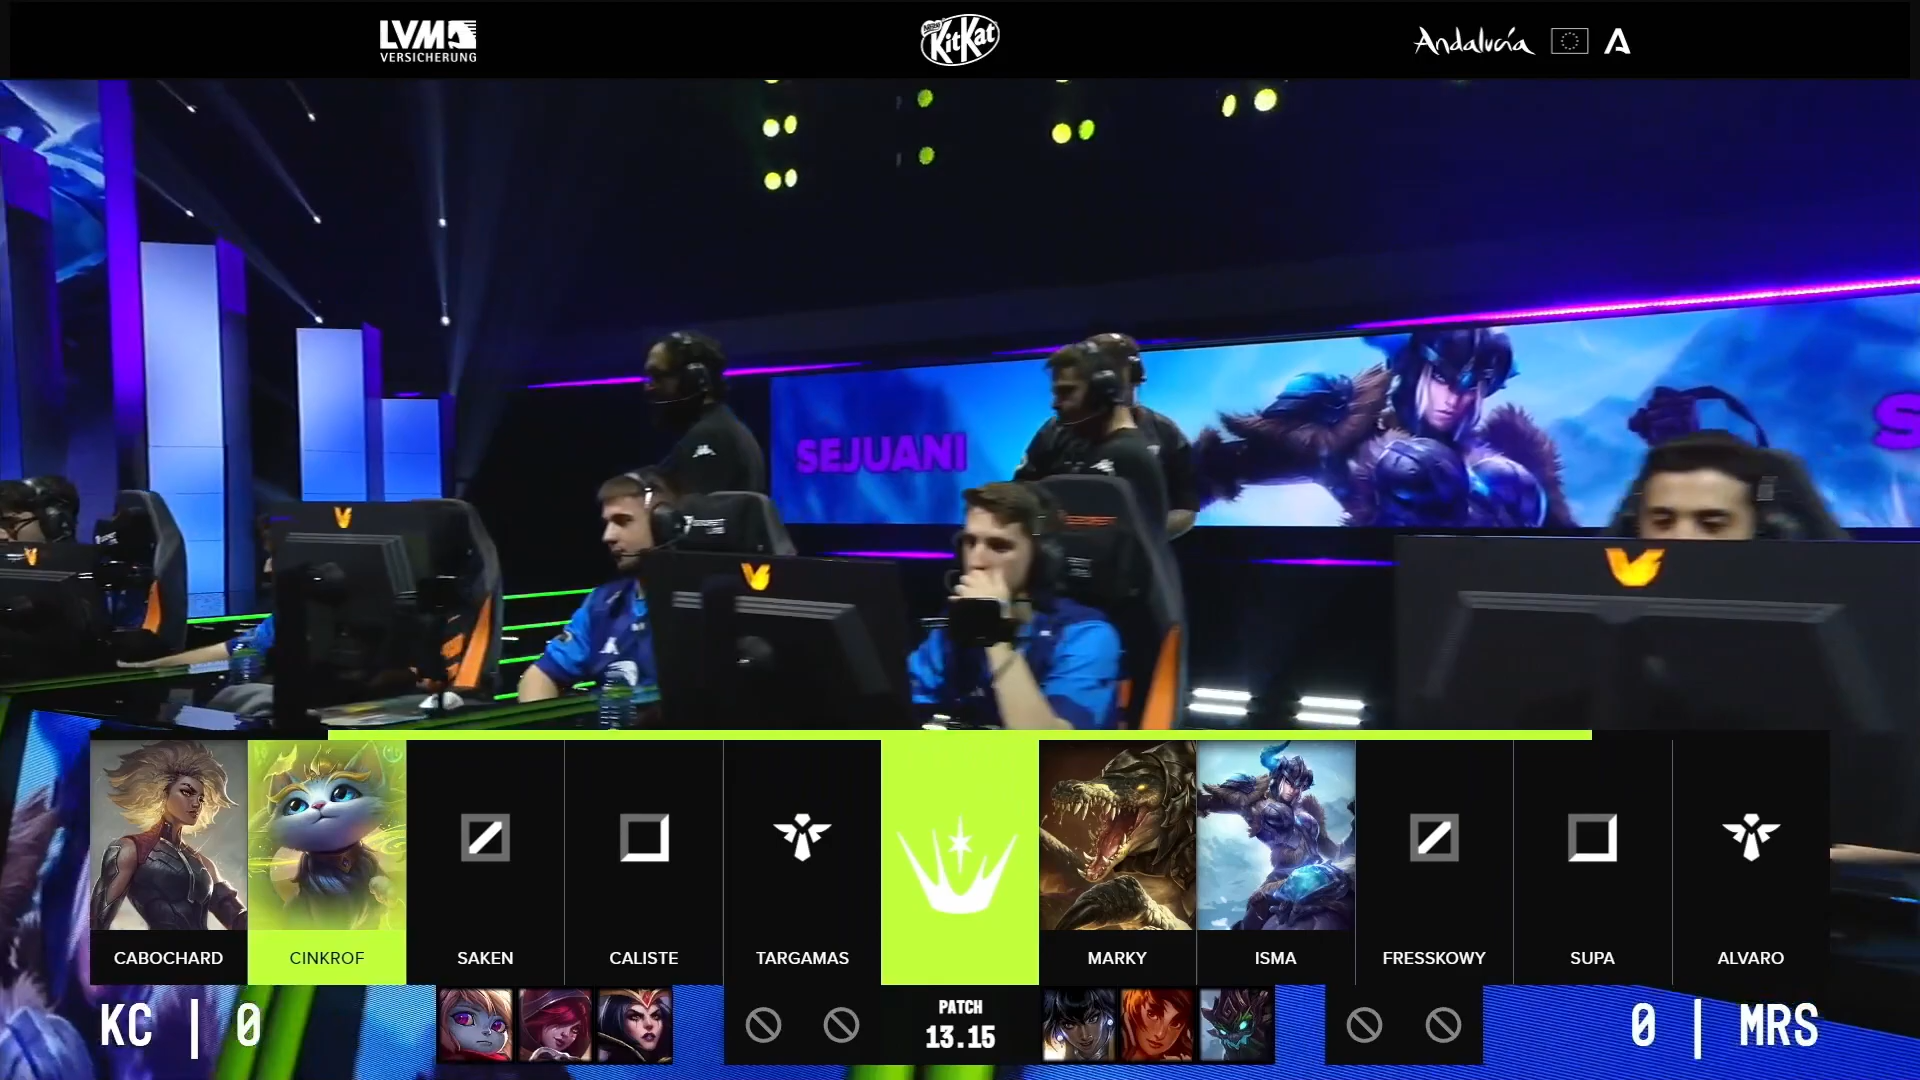 LVM
VERSICHERUNG
Nestlé
KitKat
Andalucía
A
SEJUANI
S
CABOCHARD
CINKROF
SAKEN
CALISTE
TARGAMAS
MARKY
ISMA
FRESSKOWY
SUPA
ALVARO
KC | 0
PATCH
13.15
0 | MRS